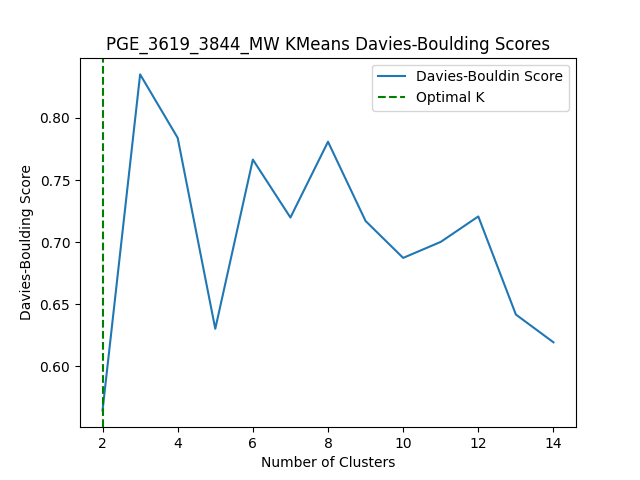 PGE_3619_3844_MW KMeans Davies-Boulding Scores
Davies-Bouldin Score
Optimal K
Davies-Boulding Score
0.80
0.75
0.70
0.65
0.60
2 4 6 8 10 12 14
Number of Clusters